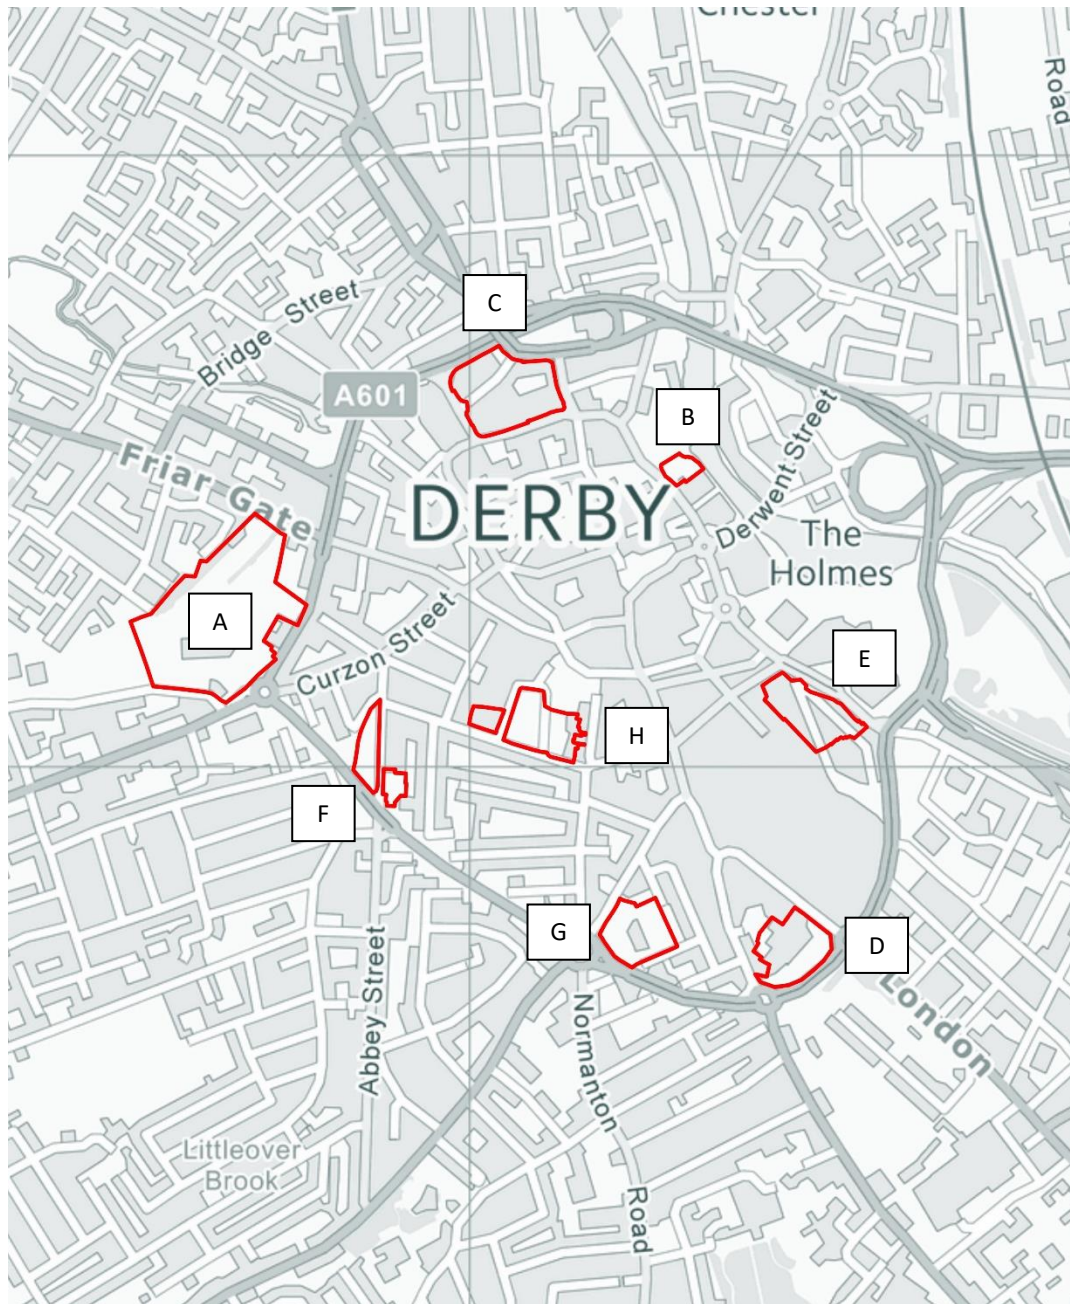 Chester
Road
C
Bridge Street
A601
B
Friar Gate
DERBY
Derwent Street
The
Holmes
A
Curzon Street
E
H
F
G
D
Abbey Street
Normanton
Road
London
Littleover
Brook